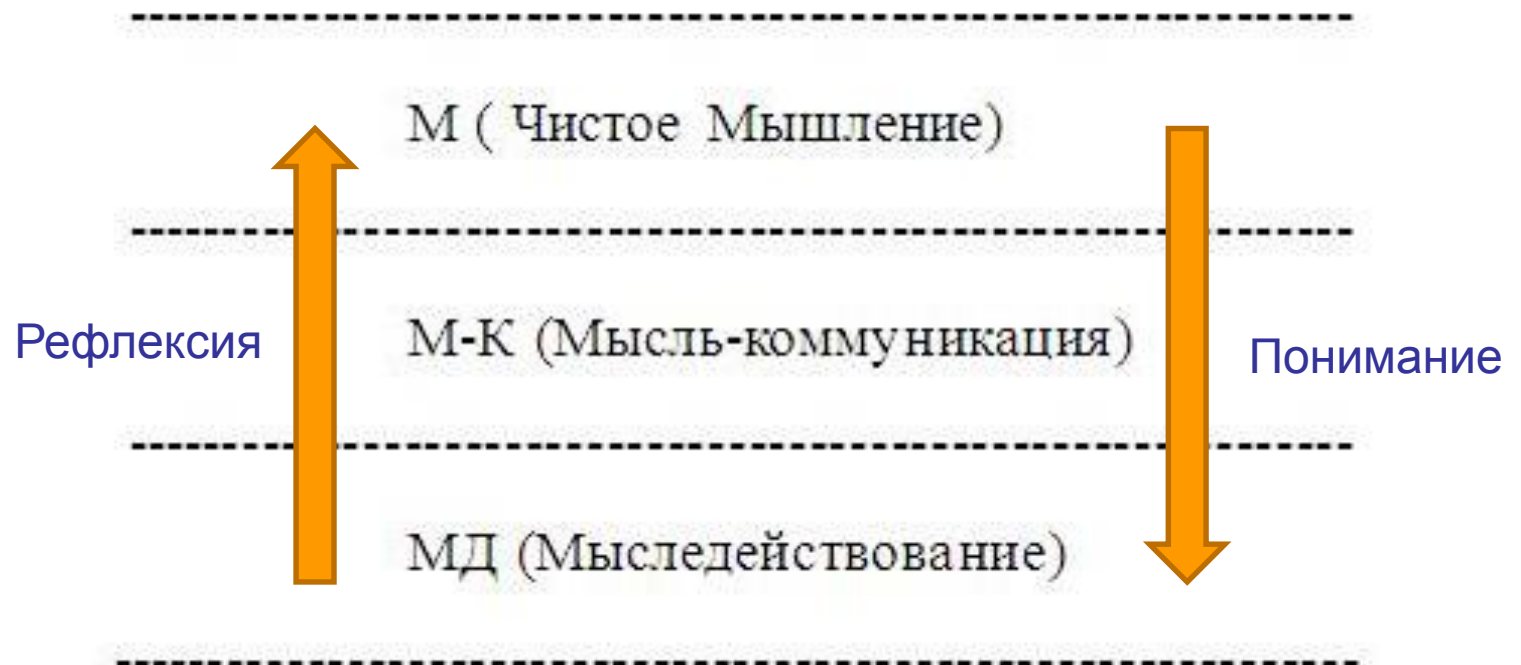 М ( Чистое Мышление)
Рефлексия
М-К (Мысль-коммуникация)
Понимание
МД (Мыследействование)